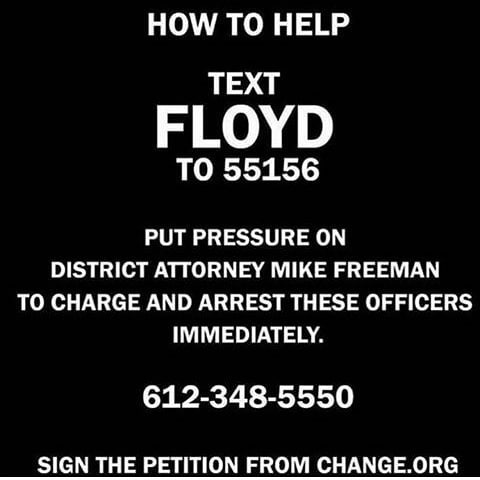 HOW TO HELP
TEXT
FLOYD
TO 55156
PUT PRESSURE ON
DISTRICT ATTORNEY MIKE FREEMAN
TO CHARGE AND ARREST THESE OFFICERS
IMMEDIATELY.
612-348-5550
SIGN THE PETITION FROM CHANGE.ORG